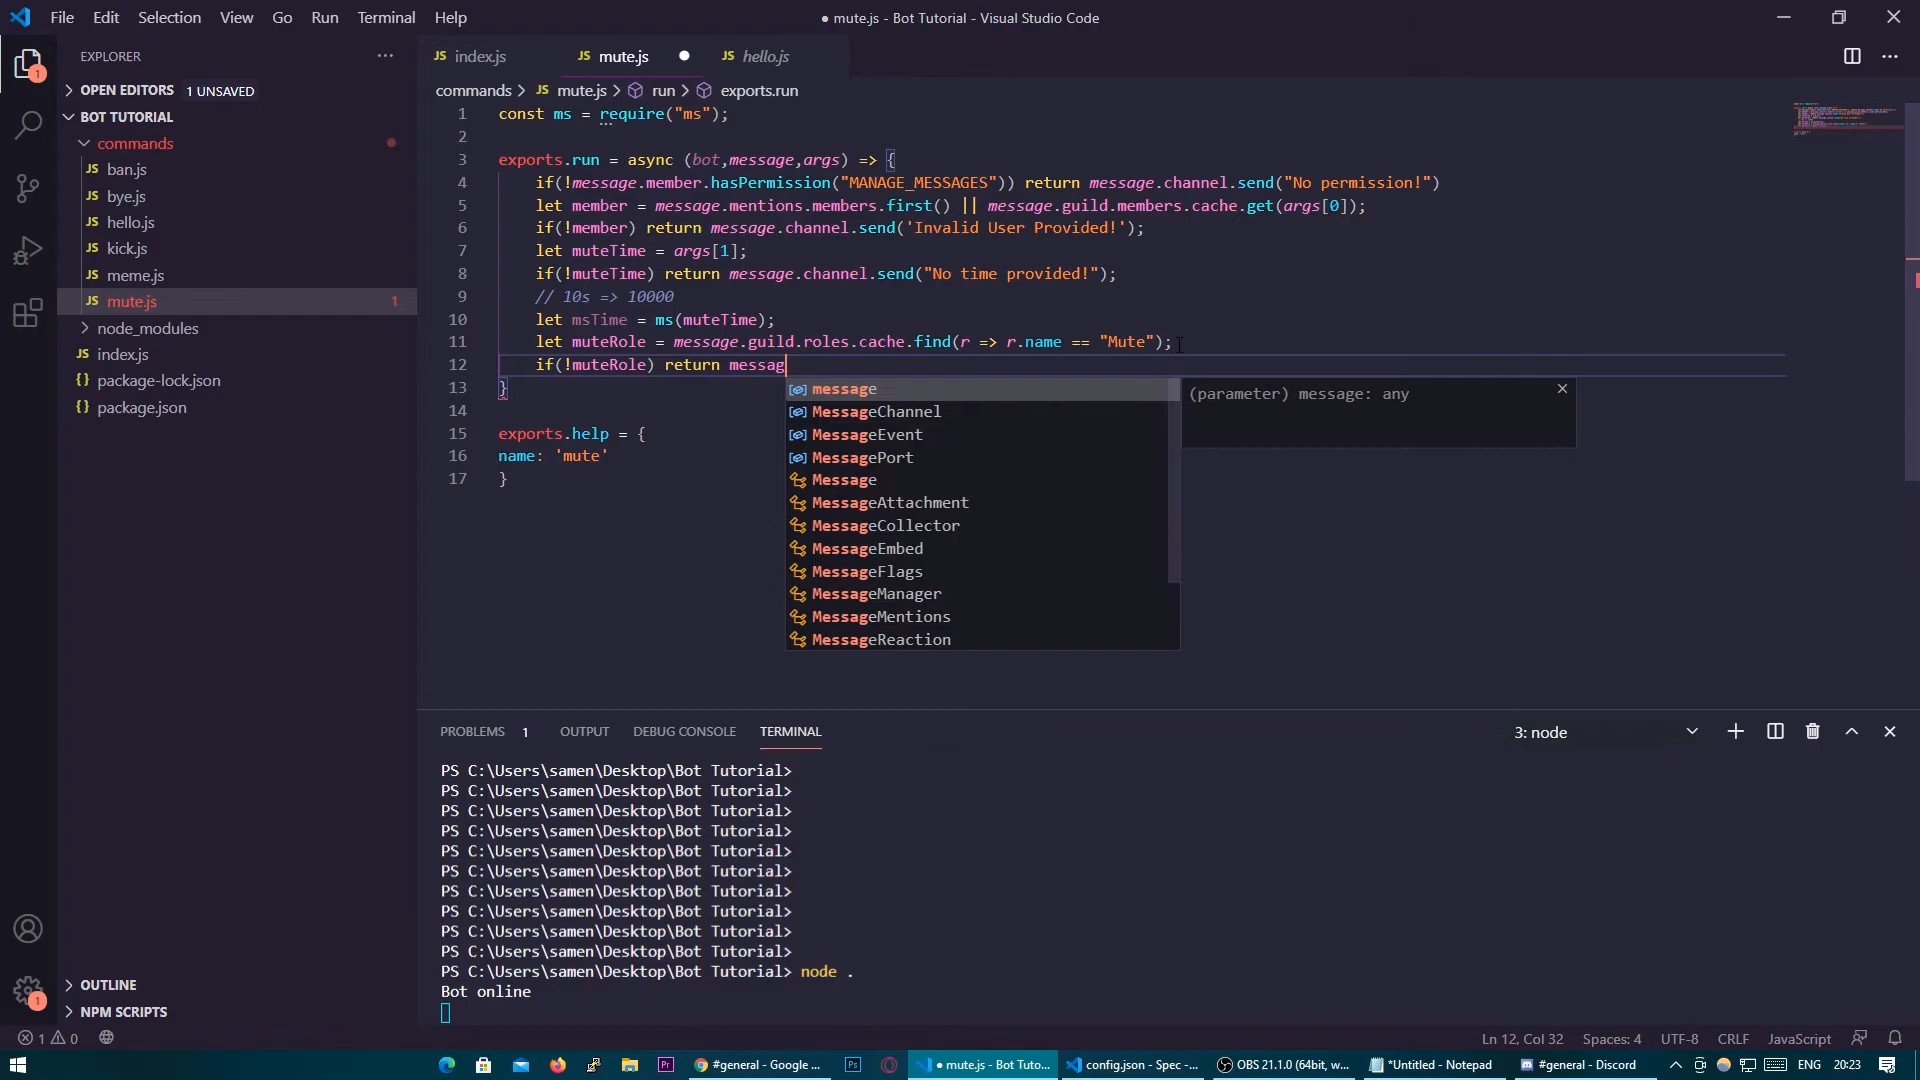 File Edit Selection View Go Run Terminal Help
● mute.js - Bot Tutorial - Visual Studio Code
EXPLORER
OPEN EDITORS 1 UNSAVED
BOT TUTORIAL
commands
JS ban.js
JS bye.js
JS hello.js
JS kick.js
JS meme.js
JS mute.js 1
node_modules
JS index.js
{} package-lock.json
{} package.json
OUTLINE
NPM SCRIPTS
JS index.js JS mute.js ● JS hello.js
commands > JS mute.js > run > exports.run
1 const ms = require("ms");
2
3 exports.run = async (bot,message,args) => {
4 if(!message.member.hasPermission("MANAGE_MESSAGES")) return message.channel.send("No permission!")
5 let member = message.mentions.members.first() || message.guild.members.cache.get(args[0]);
6 if(!member) return message.channel.send('Invalid User Provided!');
7 let muteTime = args[1];
8 if(!muteTime) return message.channel.send("No time provided!");
9 // 10s => 10000
10 let msTime = ms(muteTime);
11 let muteRole = message.guild.roles.cache.find(r => r.name == "Mute");
12 if(!muteRole) return messag
13 }
14
15 exports.help = {
16 name: 'mute'
17 }
message
MessageChannel
MessageEvent
MessagePort
Message
MessageAttachment
MessageCollector
MessageEmbed
MessageFlags
MessageManager
MessageMentions
MessageReaction
(parameter) message: any
PROBLEMS 1 OUTPUT DEBUG CONSOLE TERMINAL 3: node
PS C:\Users\samen\Desktop\Bot Tutorial>
PS C:\Users\samen\Desktop\Bot Tutorial>
PS C:\Users\samen\Desktop\Bot Tutorial>
PS C:\Users\samen\Desktop\Bot Tutorial>
PS C:\Users\samen\Desktop\Bot Tutorial>
PS C:\Users\samen\Desktop\Bot Tutorial>
PS C:\Users\samen\Desktop\Bot Tutorial>
PS C:\Users\samen\Desktop\Bot Tutorial>
PS C:\Users\samen\Desktop\Bot Tutorial>
PS C:\Users\samen\Desktop\Bot Tutorial>
PS C:\Users\samen\Desktop\Bot Tutorial> node .
Bot online
1 0 Ln 12, Col 32 Spaces: 4 UTF-8 CRLF JavaScript
#general - Google ... ● mute.js - Bot Tuto... config.json - Spec -... OBS 21.1.0 (64bit, w... *Untitled - Notepad #general - Discord ENG 20:23